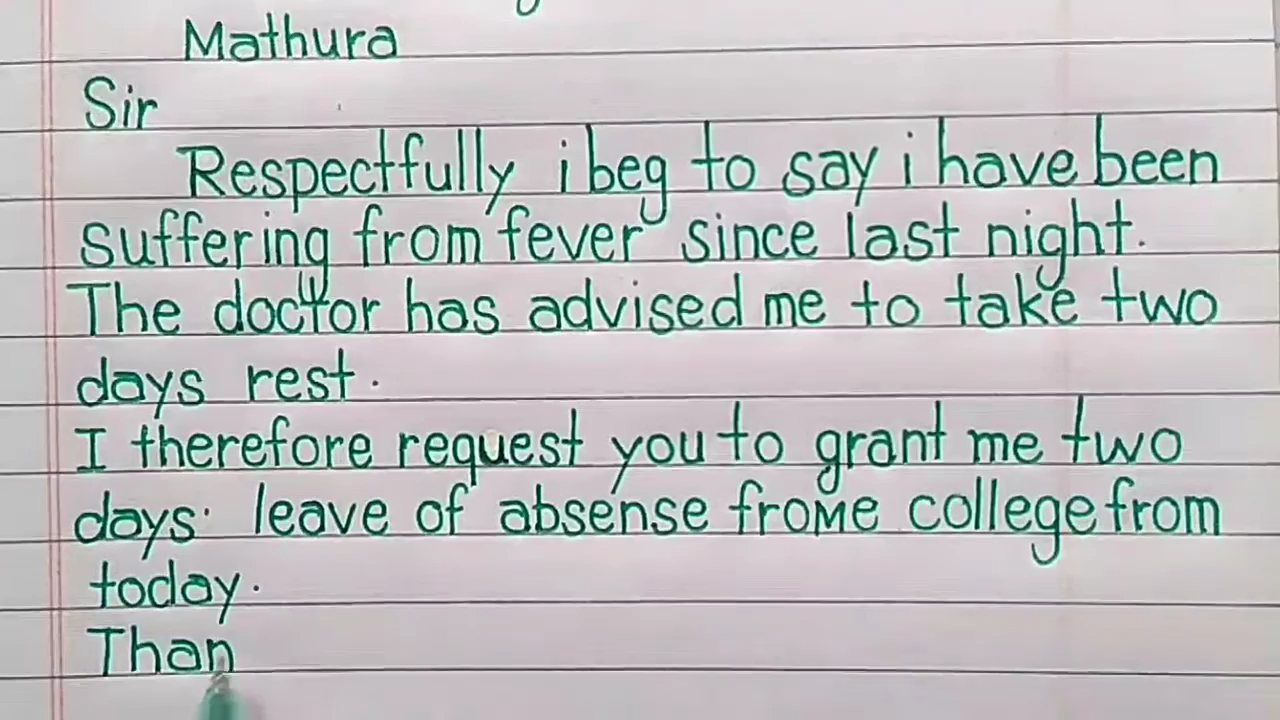 Mathura
Sir
Respectfully i beg to say i have been
suffering from fever since last night.
The doctor has advised me to take two
days rest.
I therefore request you to grant me two
days. leave of absense frome college from
today.
Than